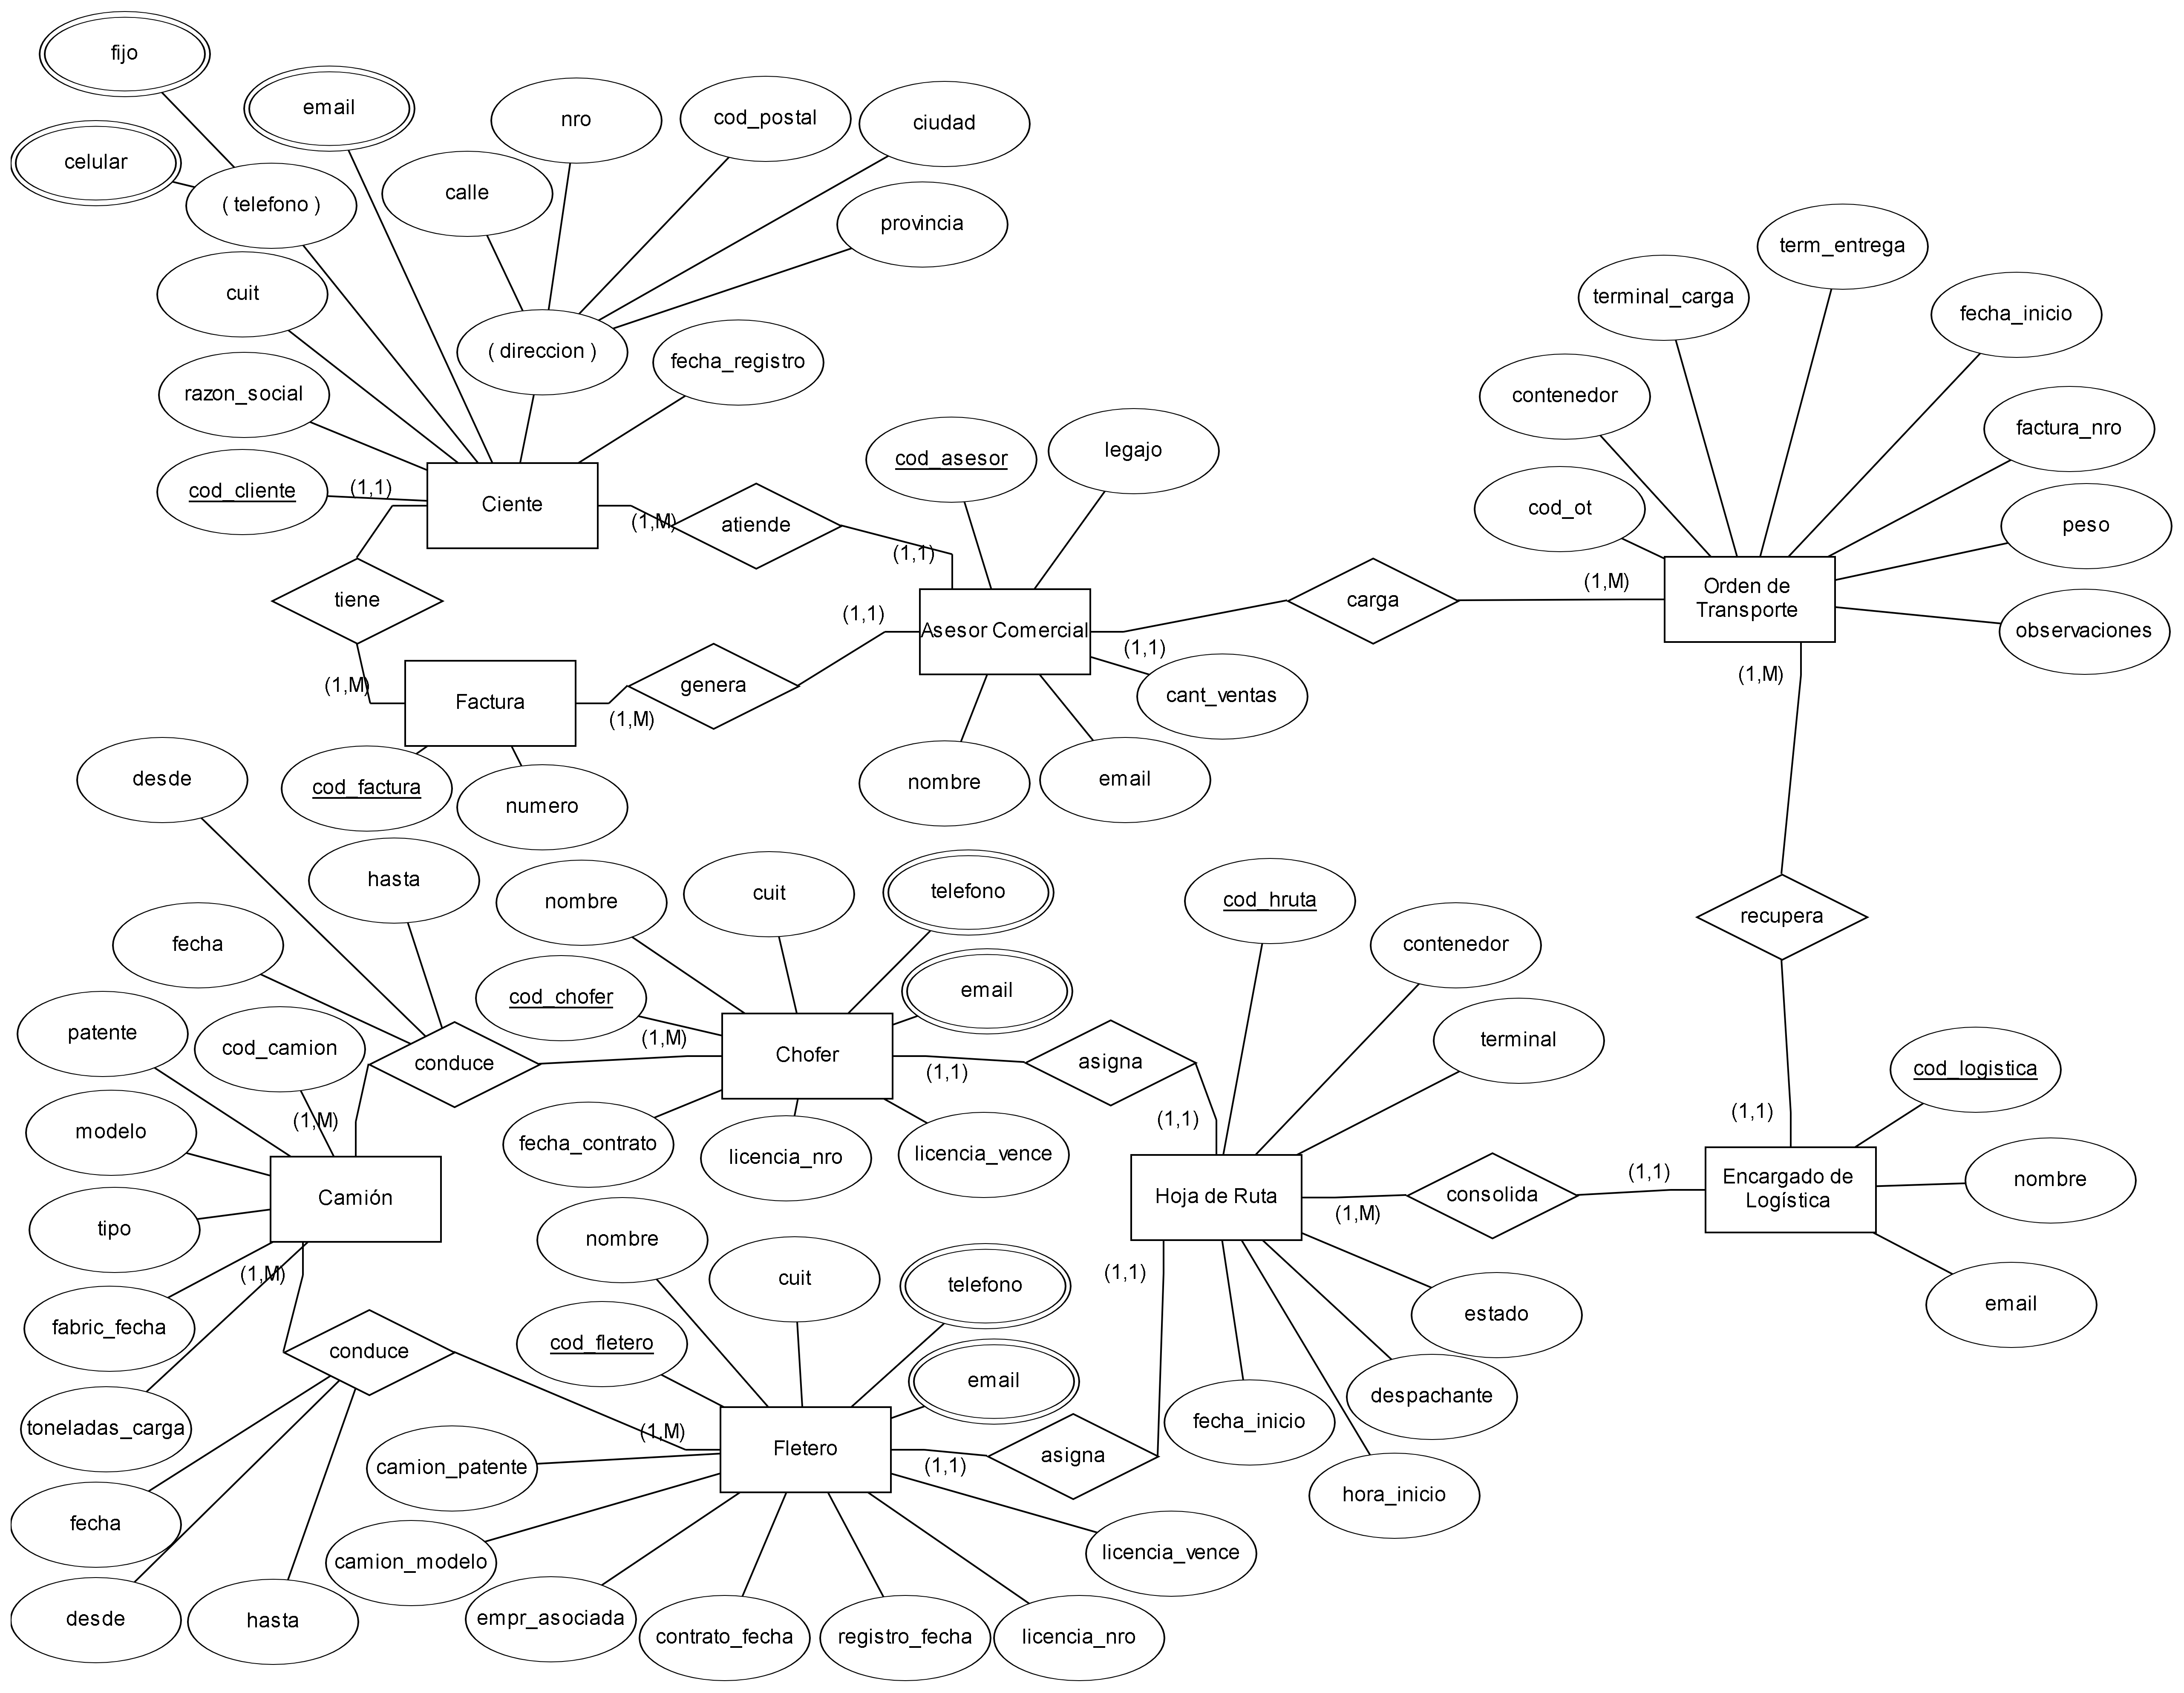 fijo
email
nro
cod_postal
ciudad
celular
( telefono )
calle
provincia
cuit
( direccion )
fecha_registro
razon_social
cod_cliente
(1,1)
Ciente
(1,M)
atiende
(1,1)
tiene
(1,M)
Factura
(1,M)
genera
(1,1)
cod_factura
numero
cod_asesor
legajo
Asesor Comercial
(1,1)
cant_ventas
nombre
email
carga
(1,M)
term_entrega
terminal_carga
fecha_inicio
contenedor
factura_nro
cod_ot
peso
Orden de
Transporte
observaciones
(1,M)
recupera
(1,1)
desde
hasta
fecha
patente
cod_camion
conduce
(1,M)
(1,M)
modelo
Camión
tipo
(1,M)
fabric_fecha
toneladas_carga
conduce
(1,M)
fecha
desde
hasta
nombre
cuit
telefono
cod_chofer
email
Chofer
(1,1)
asigna
(1,1)
fecha_contrato
licencia_nro
licencia_vence
cod_hruta
contenedor
terminal
Hoja de Ruta
(1,M)
consolida
(1,1)
cod_logistica
Encargado de
Logística
nombre
email
(1,1)
estado
despachante
fecha_inicio
hora_inicio
nombre
cuit
telefono
cod_fletero
email
Fletero
(1,1)
asigna
camion_patente
camion_modelo
empr_asociada
contrato_fecha
registro_fecha
licencia_nro
licencia_vence